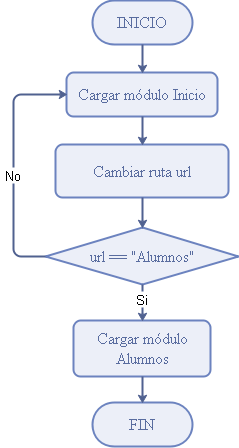 INICIO
Cargar módulo Inicio
Cambiar ruta url
No
url == "Alumnos"
Si
Cargar módulo
Alumnos
FIN